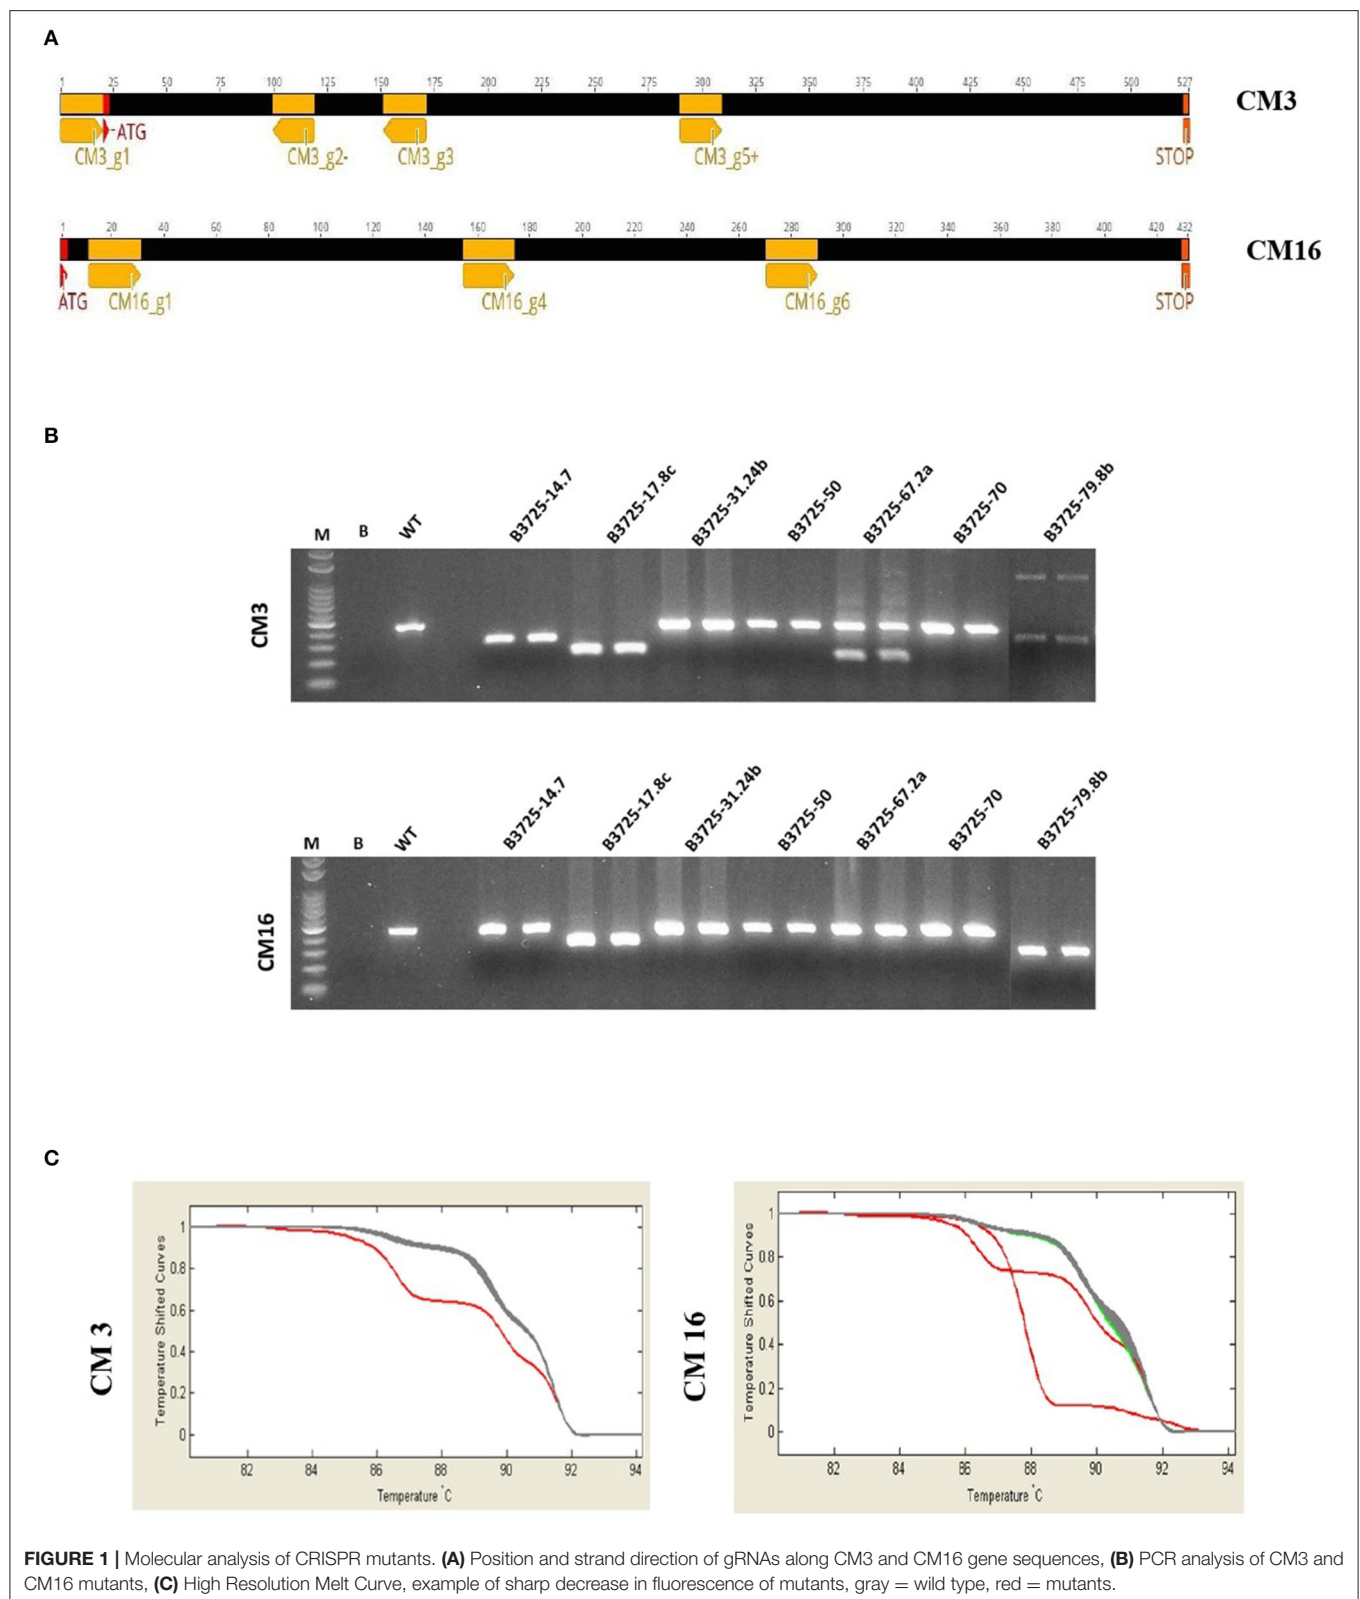 A
1 25 50 75 100 125 150 175 200 225 250 275 300 325 350 375 400 425 450 475 500 527
CM3
ATG
CM3_g1 CM3_g2- CM3_g3 CM3_g5+ STOP
1 20 40 60 80 100 120 140 160 180 200 220 240 260 280 300 320 340 360 380 400 420 432
CM16
ATG CM16_g1 CM16_g4 CM16_g6 STOP
B
M B WT B3725-14.7 B3725-17.8c B3725-31.24b B3725-50 B3725-67.2a B3725-70 B3725-79.8b
CM3
M B WT B3725-14.7 B3725-17.8c B3725-31.24b B3725-50 B3725-67.2a B3725-70 B3725-79.8b
CM16
C
CM 3
Temperature Shifted Curves
1
0.8
0.6
0.4
0.2
0
82 84 86 88 90 92 94
Temperature °C
CM 16
Temperature Shifted Curves
1
0.8
0.6
0.4
0.2
0
82 84 86 88 90 92 94
Temperature °C
FIGURE 1 | Molecular analysis of CRISPR mutants. (A) Position and strand direction of gRNAs along CM3 and CM16 gene sequences, (B) PCR analysis of CM3 and
CM16 mutants, (C) High Resolution Melt Curve, example of sharp decrease in fluorescence of mutants, gray = wild type, red = mutants.